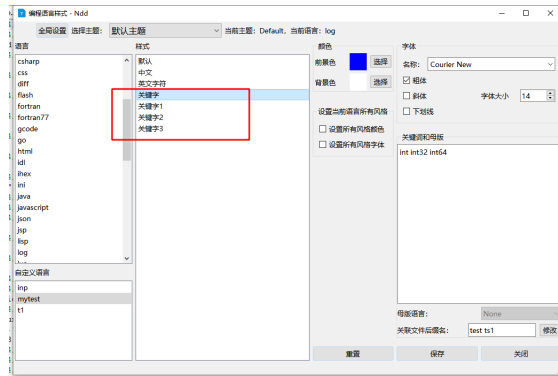 编程语言样式 - Ndd
全局设置 选择主题: 默认主题 当前主题: Default, 当前语言: log
语言
csharp
css
diff
flash
fortran
fortran77
gcode
go
html
idl
ihex
ini
java
javascript
json
jsp
lisp
log
自定义语言
inp
mytest
t1
样式
默认
中文
英文字符
关键字
关键字1
关键字2
关键字3
颜色
前景色 选择
背景色 选择
设置当前语言所有风格
设置所有风格颜色
设置所有风格字体
字体
名称: Courier New
粗体
斜体 字体大小 14
下划线
关键词和母版
int int32 int64
母版语言: None
关联文件后缀名: test ts1 修改
重置 保存 关闭